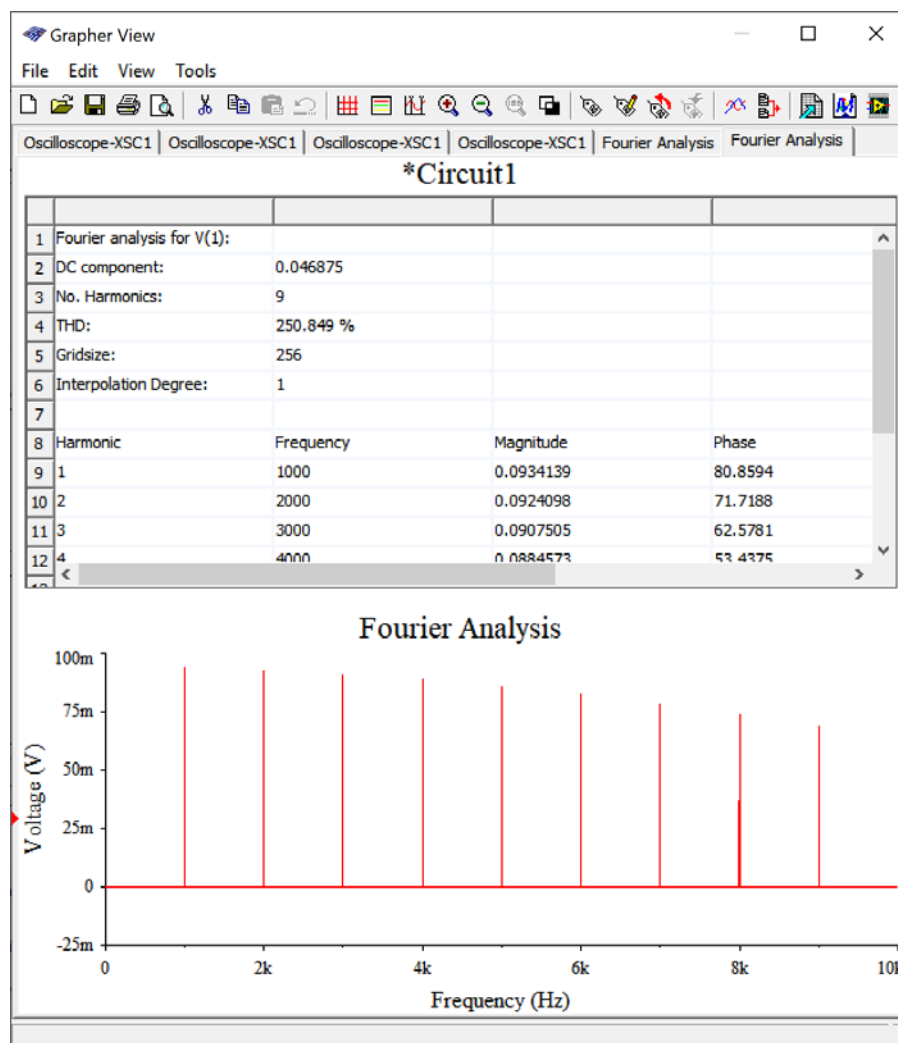 Grapher View
File Edit View Tools
Oscilloscope-XSC1 Oscilloscope-XSC1 Oscilloscope-XSC1 Oscilloscope-XSC1 Fourier Analysis Fourier Analysis
*Circuit1
1 Fourier analysis for V(1):
2 DC component: 0.046875
3 No. Harmonics: 9
4 THD: 250.849 %
5 Gridsize: 256
6 Interpolation Degree: 1
7
8 Harmonic Frequency Magnitude Phase
9 1 1000 0.0934139 80.8594
10 2 2000 0.0924098 71.7188
11 3 3000 0.0907505 62.5781
12 4 4000 0.0884573 53.4375
Fourier Analysis
100m
75m
50m
25m
0
-25m
Voltage (V)
0 2k 4k 6k 8k 10k
Frequency (Hz)